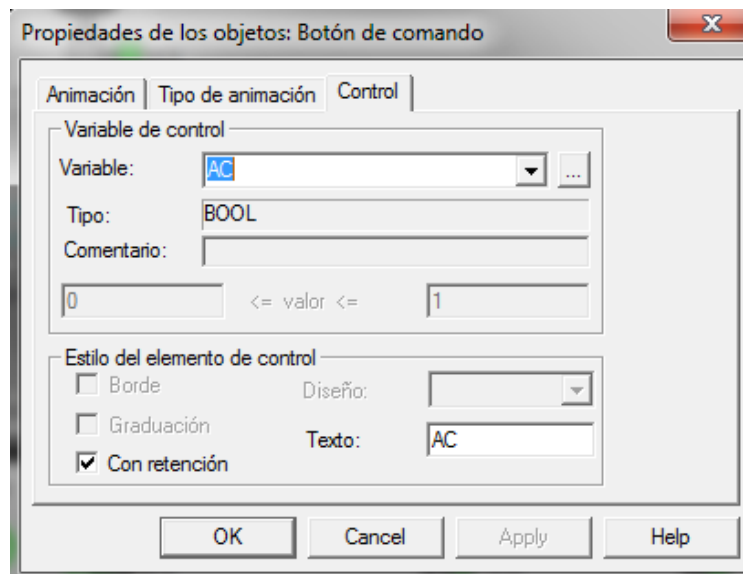 Propiedades de los objetos: Botón de comando
Animación Tipo de animación Control
Variable de control
Variable: AC ...
Tipo: BOOL
Comentario:
0 <= valor <= 1
Estilo del elemento de control
Borde Diseño:
Graduación
Texto: AC
Con retención
OK Cancel Apply Help